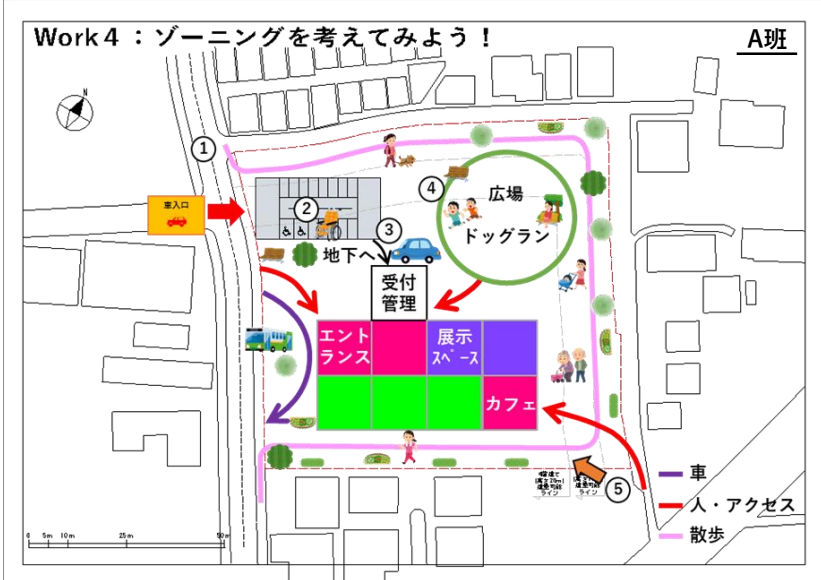 Work4：ゾーニングを考えてみよう！
A班
N
①
車入口
②
③
④
広場
ドッグラン
地下へ
受付
管理
エント
ランス
展示
スペース
カフェ
⑤
車
人・アクセス
散歩
0 5m 10m 25m 50m